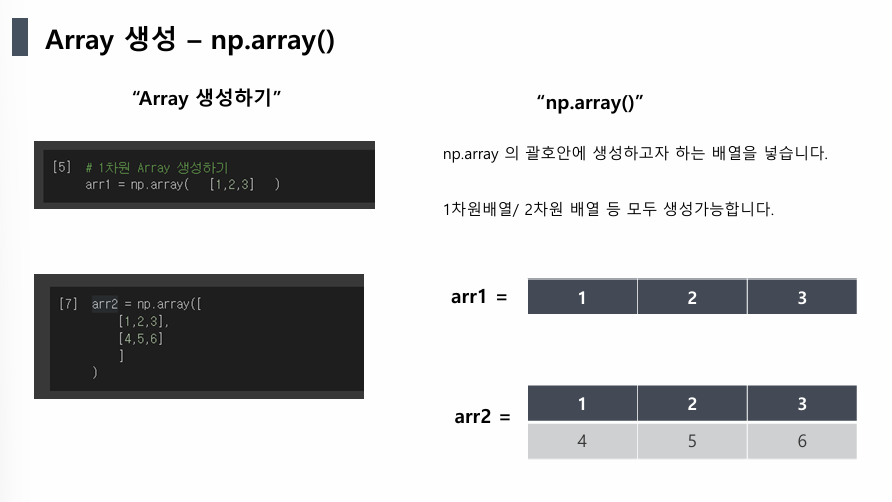 Array 생성 – np.array()
“Array 생성하기”
[5] # 1차원 Array 생성하기
arr1 = np.array( [1,2,3] )
[7] arr2 = np.array([
[1,2,3],
[4,5,6]
]
)
“np.array()”
np.array 의 괄호안에 생성하고자 하는 배열을 넣습니다.
1차원배열/ 2차원 배열 등 모두 생성가능합니다.
arr1 = 1 2 3
arr2 = 1 2 3
4 5 6